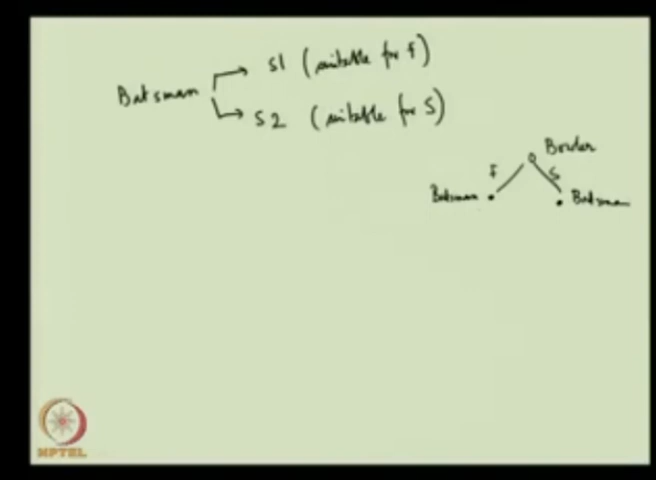 S1 (suitable for f)
Batsman
S2 (suitable for S)
Bowler
F S
Batsman Batsman
NPTEL